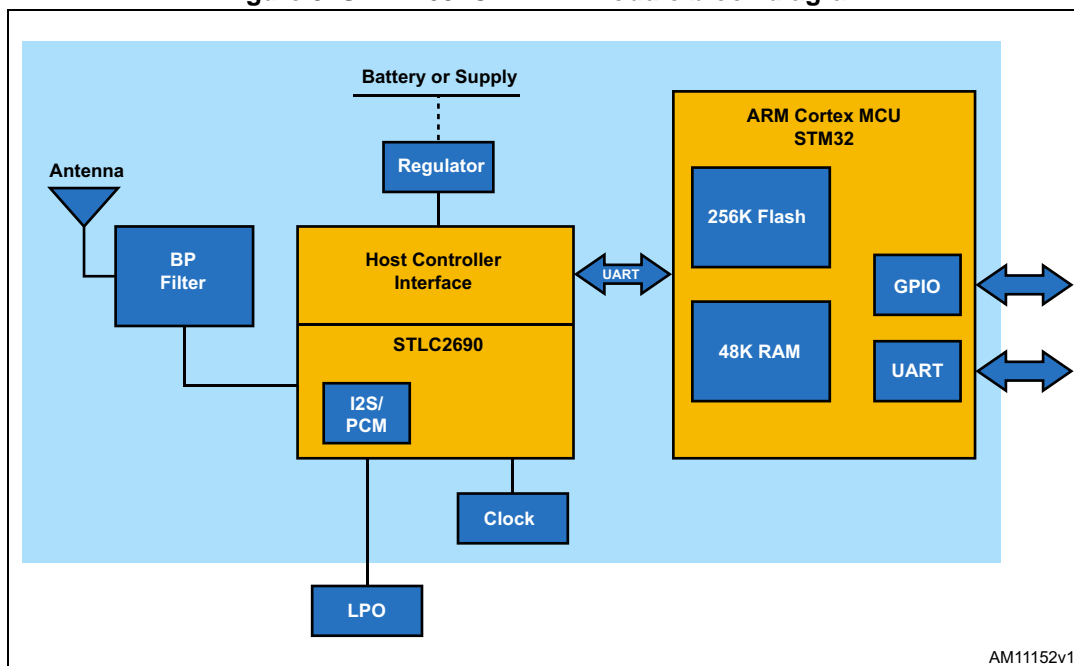 Battery or Supply
ARM Cortex MCU
STM32
Antenna
Regulator
256K Flash
BP
Filter
Host Controller
Interface
UART
GPIO
STLC2690
48K RAM
UART
I2S/
PCM
Clock
LPO
AM11152v1